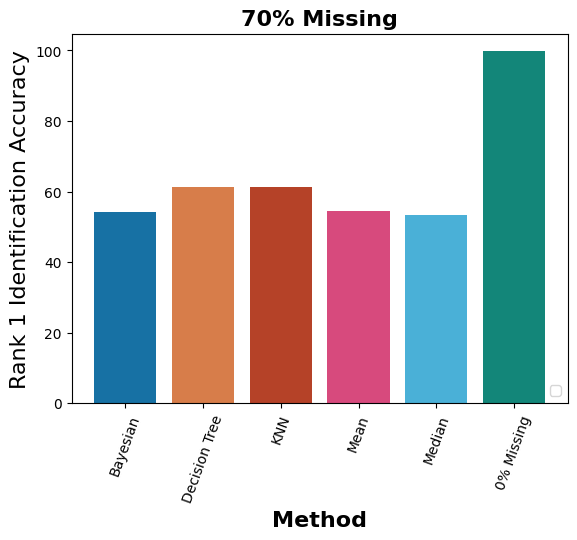 70% Missing
Rank 1 Identification Accuracy
100
80
60
40
20
0
Bayesian
Decision Tree
KNN
Mean
Median
0% Missing
Method